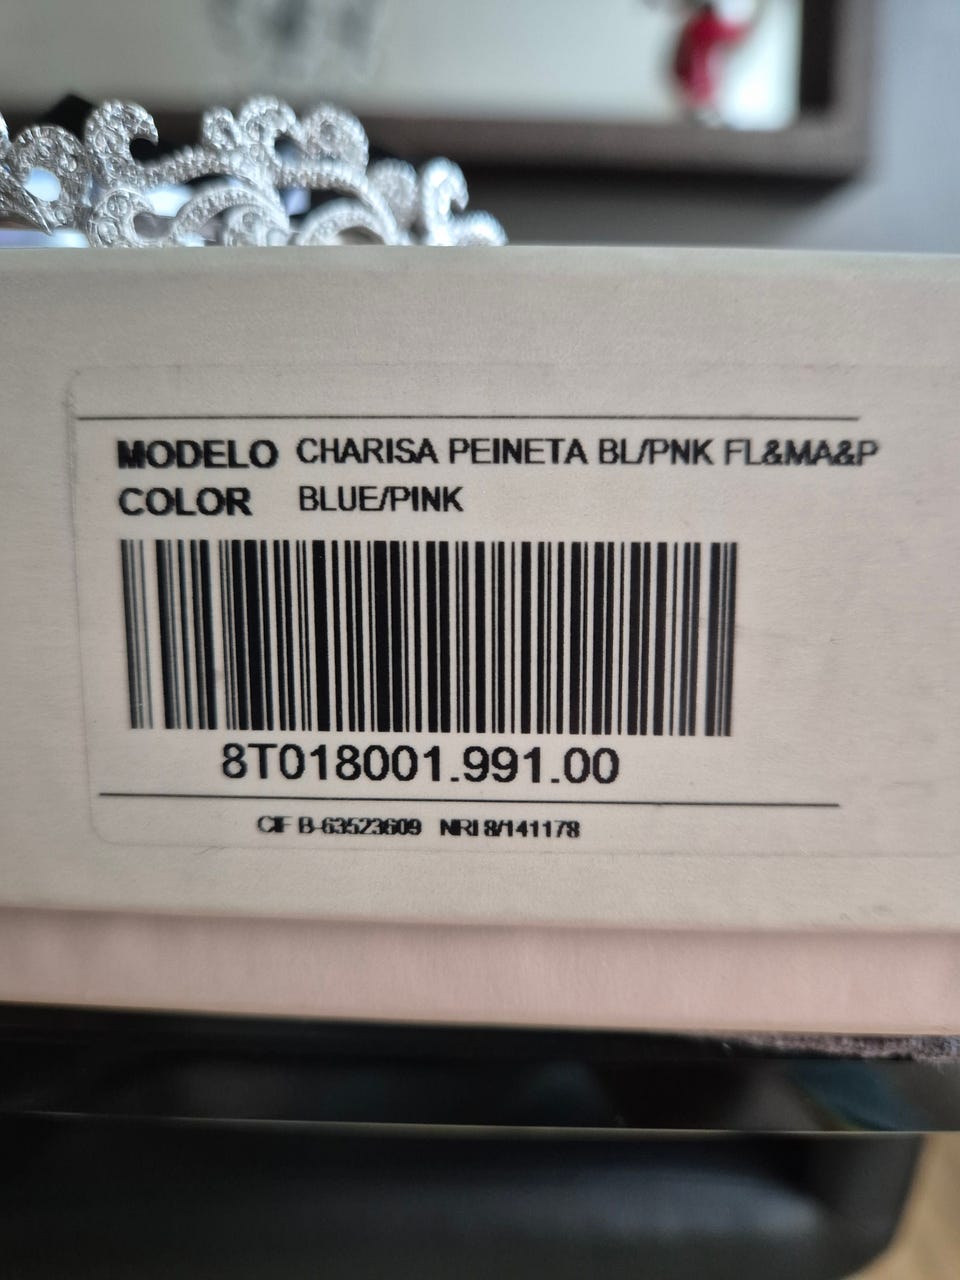 MODELO CHARISA PEINETA BL/PNK FL&MA&P
COLOR BLUE/PINK
8T018001.991.00
CIF B-63523609 NRI 8/141178